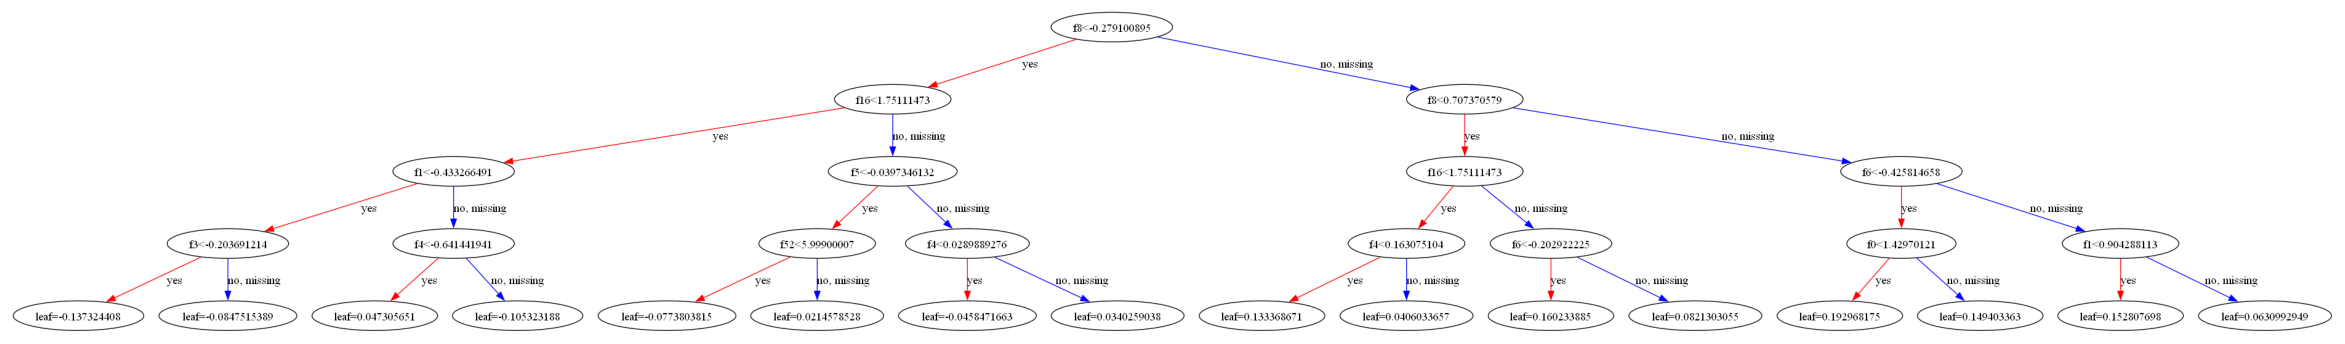 f8<-0.279100895
yes
no, missing
f16<1.75111473
f8<0.707370579
yes
no, missing
yes
no, missing
f1<-0.433266491
f5<-0.0397346132
f16<1.75111473
f6<-0.425814658
yes
no, missing
yes
no, missing
yes
no, missing
yes
no, missing
f3<-0.203691214
f4<-0.641441941
f52<5.99900007
f4<0.0289889276
f4<0.163075104
f6<-0.202922225
f0<1.42970121
f1<0.904288113
yes
no, missing
yes
no, missing
yes
no, missing
yes
no, missing
yes
no, missing
yes
no, missing
yes
no, missing
yes
no, missing
leaf=-0.137324408
leaf=-0.0847515389
leaf=0.047305651
leaf=-0.105323188
leaf=-0.0773803815
leaf=0.0214578528
leaf=-0.0458471663
leaf=0.0340259038
leaf=0.133368671
leaf=0.0406033657
leaf=0.160233885
leaf=0.0821303055
leaf=0.192968175
leaf=0.149403363
leaf=0.152807698
leaf=0.0630992949